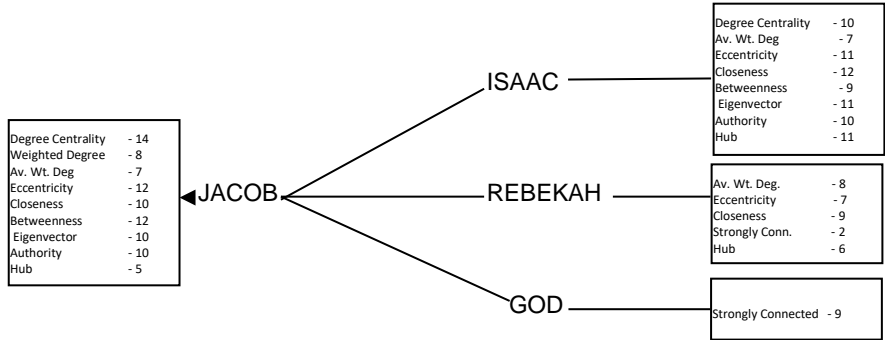 Degree Centrality - 14
Weighted Degree - 8
Av. Wt. Deg - 7
Eccentricity - 12
Closeness - 10
Betweenness - 12
Eigenvector - 10
Authority - 10
Hub - 5
JACOB
ISAAC
Degree Centrality - 10
Av. Wt. Deg - 7
Eccentricity - 11
Closeness - 12
Betweenness - 9
Eigenvector - 11
Authority - 10
Hub - 11
REBEKAH
Av. Wt. Deg. - 8
Eccentricity - 7
Closeness - 9
Strongly Conn. - 2
Hub - 6
GOD
Strongly Connected - 9